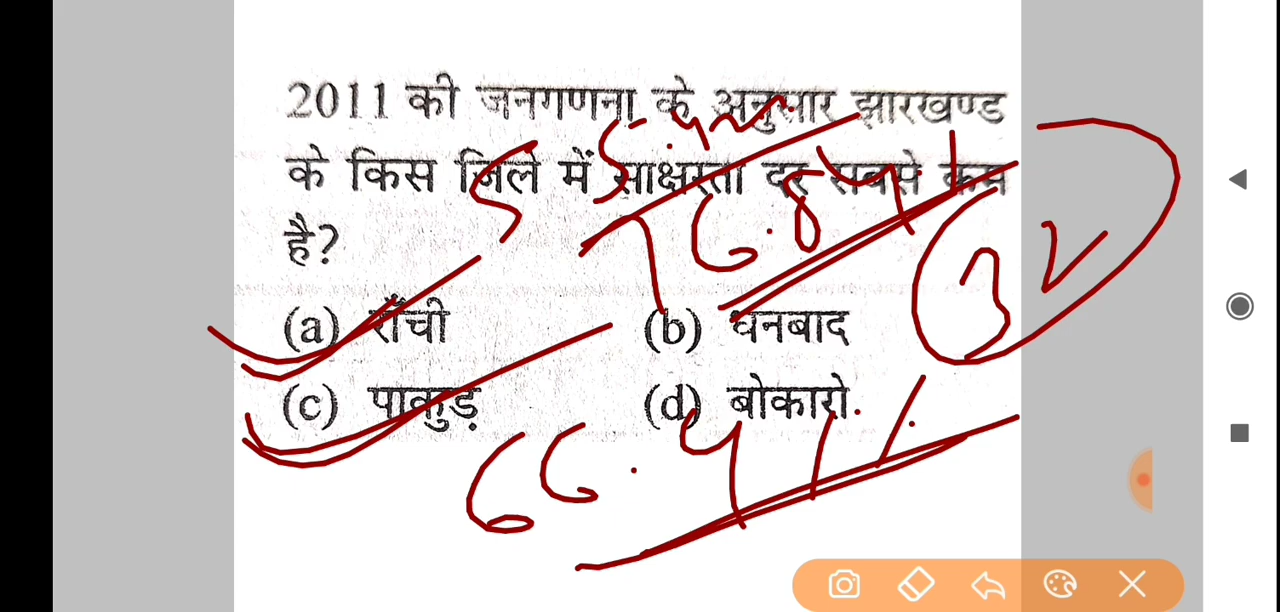 2011 की जनगणना के अनुसार झारखण्ड
के किस जिले में साक्षरता दर सबसे कम
है?
(a) राँची (b) धनबाद
(c) पाकुड़ (d) बोकारो.